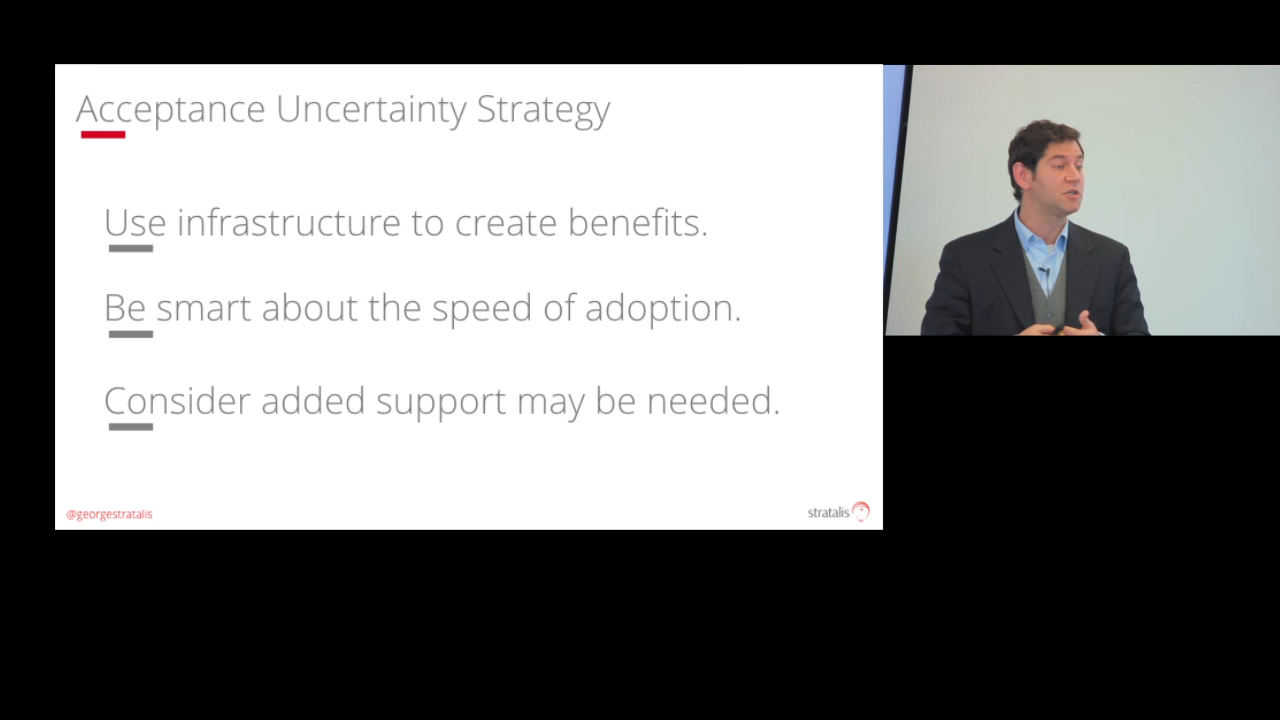 Acceptance Uncertainty Strategy
Use infrastructure to create benefits.
Be smart about the speed of adoption.
Consider added support may be needed.
@georgestratalis
stratalis